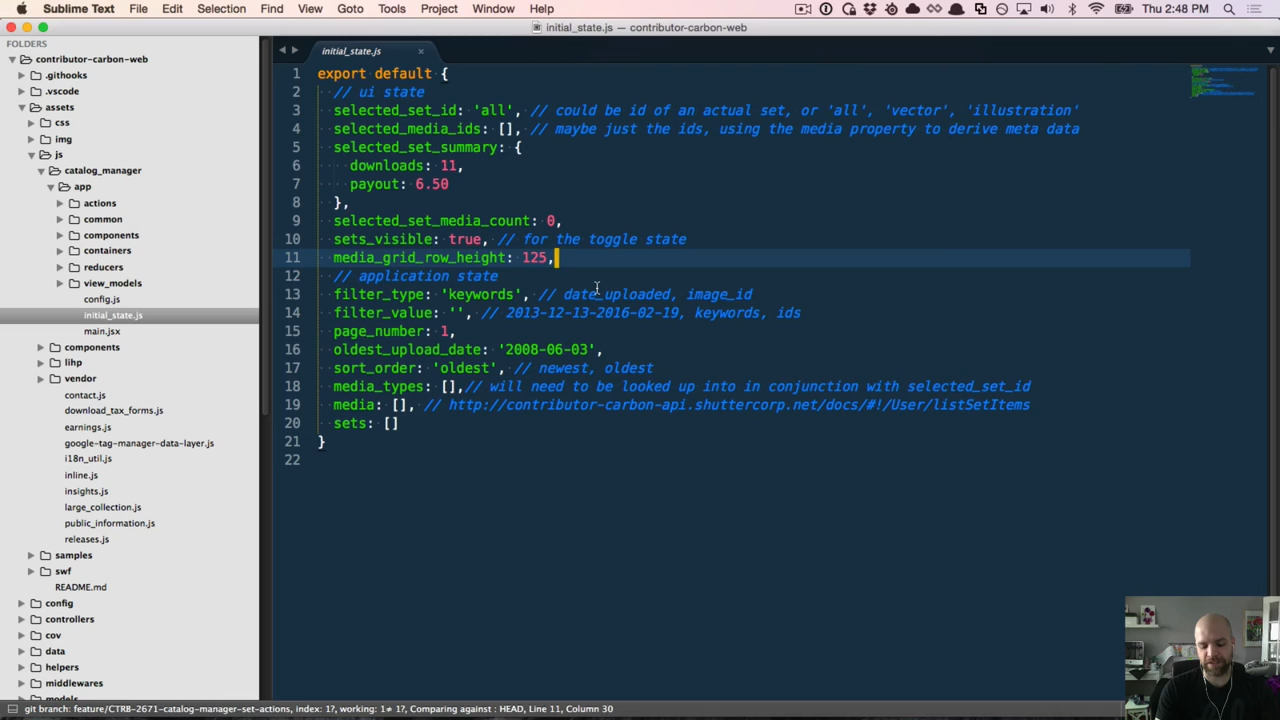 Sublime Text File Edit Selection Find View Goto Tools Project Window Help Thu 2:48 PM
initial_state.js — contributor-carbon-web
FOLDERS
contributor-carbon-web
.githooks
.vscode
assets
css
img
js
catalog_manager
app
actions
common
components
containers
reducers
view_models
config.js
initial_state.js
main.jsx
components
lihp
vendor
contact.js
download_tax_forms.js
earnings.js
google-tag-manager-data-layer.js
i18n_util.js
inline.js
insights.js
large_collection.js
public_information.js
releases.js
samples
swf
README.md
config
controllers
cov
data
helpers
middlewares
models
initial_state.js ×
1 export default {
2 // ui state
3 selected_set_id: 'all', // could be id of an actual set, or 'all', 'vector', 'illustration'
4 selected_media_ids: [], // maybe just the ids, using the media property to derive meta data
5 selected_set_summary: {
6 downloads: 11,
7 payout: 6.50
8 },
9 selected_set_media_count: 0,
10 sets_visible: true, // for the toggle state
11 media_grid_row_height: 125,
12 // application state
13 filter_type: 'keywords', // date_uploaded, image_id
14 filter_value: '', // 2013-12-13-2016-02-19, keywords, ids
15 page_number: 1,
16 oldest_upload_date: '2008-06-03',
17 sort_order: 'oldest', // newest, oldest
18 media_types: [],// will need to be looked up into in conjunction with selected_set_id
19 media: [], // http://contributor-carbon-api.shuttercorp.net/docs/#!/User/listSetItems
20 sets: []
21 }
22
git branch: feature/CTRB-2671-catalog-manager-set-actions, index: 1?, working: 1≠ 1?, Comparing against : HEAD, Line 11, Column 30